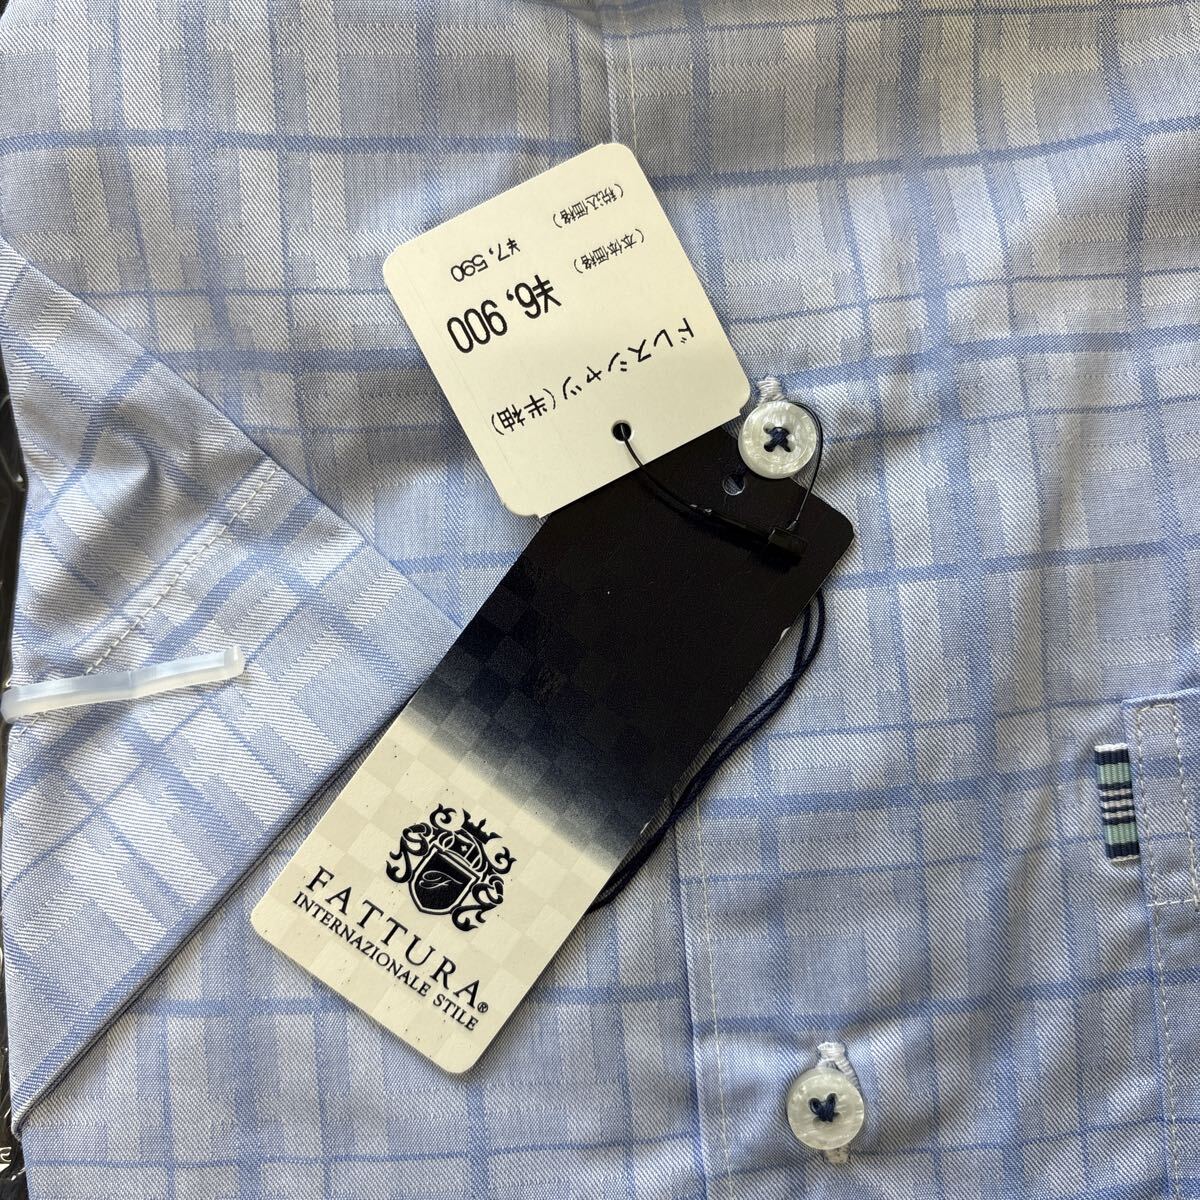 ドレスシャツ(半袖)
(本体価格)
¥6,900
(税込価格)
¥7,590
FATTURA®
INTERNAZIONALE STILE